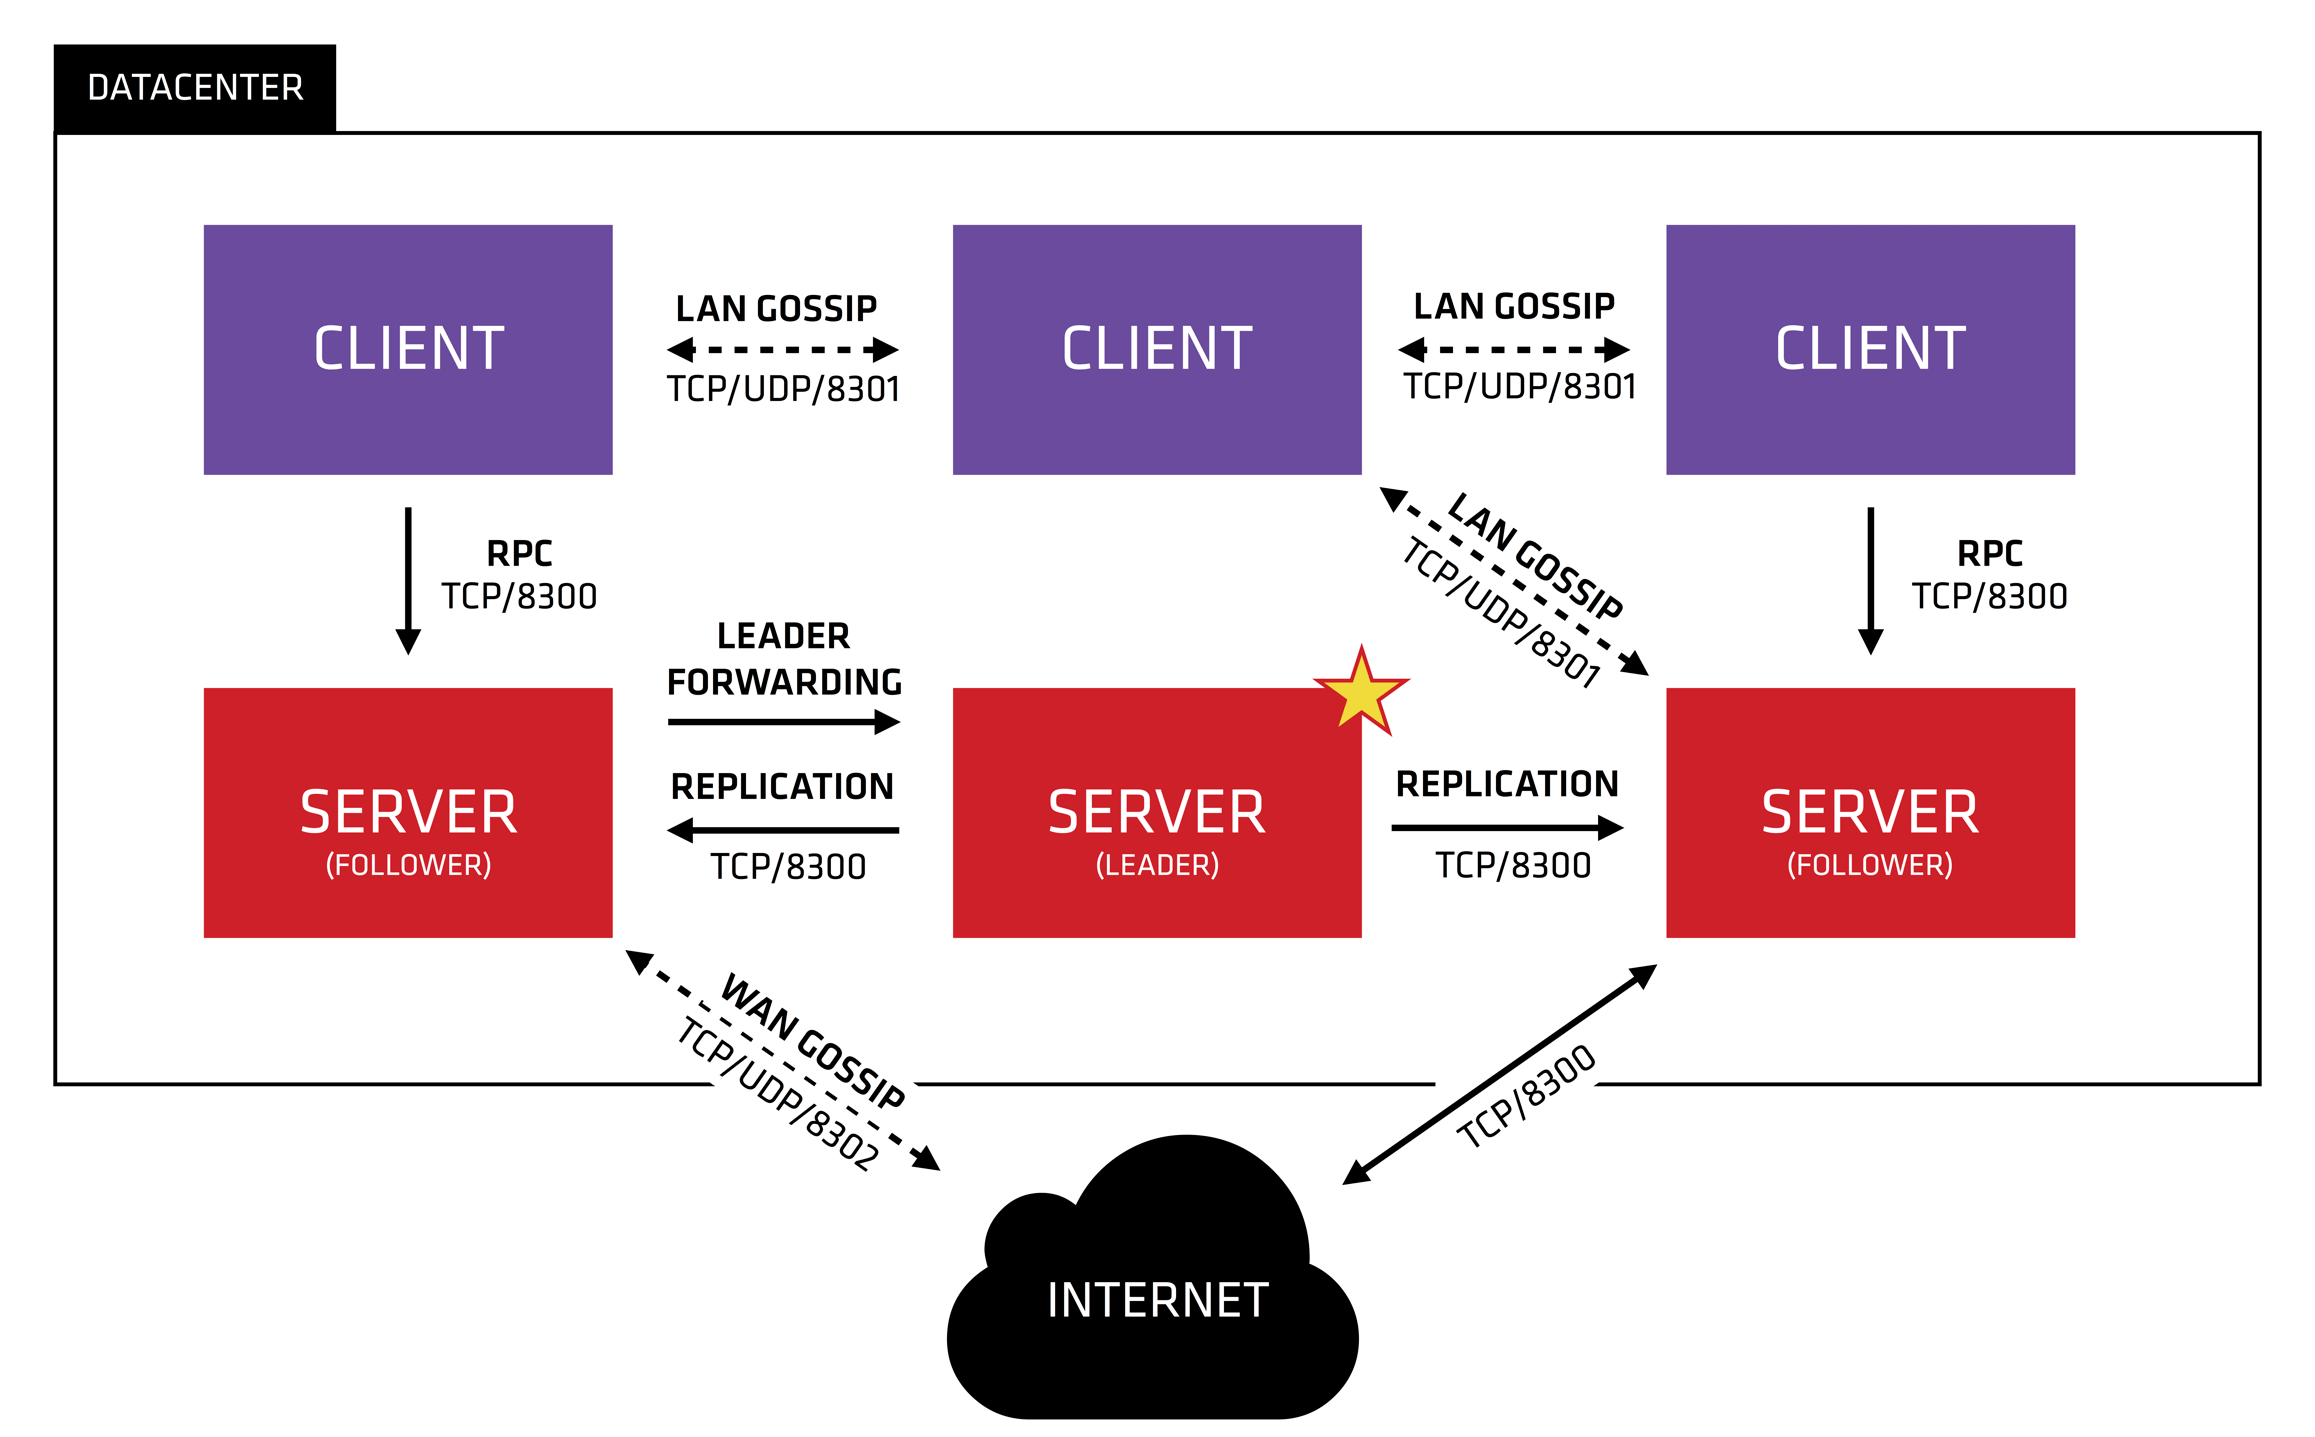 DATACENTER
CLIENT
LAN GOSSIP
TCP/UDP/8301
CLIENT
LAN GOSSIP
TCP/UDP/8301
CLIENT
RPC
TCP/8300
LAN GOSSIP
TCP/UDP/8301
RPC
TCP/8300
LEADER
FORWARDING
SERVER
(FOLLOWER)
REPLICATION
TCP/8300
SERVER
(LEADER)
REPLICATION
TCP/8300
SERVER
(FOLLOWER)
WAN GOSSIP
TCP/UDP/8302
TCP/8300
INTERNET